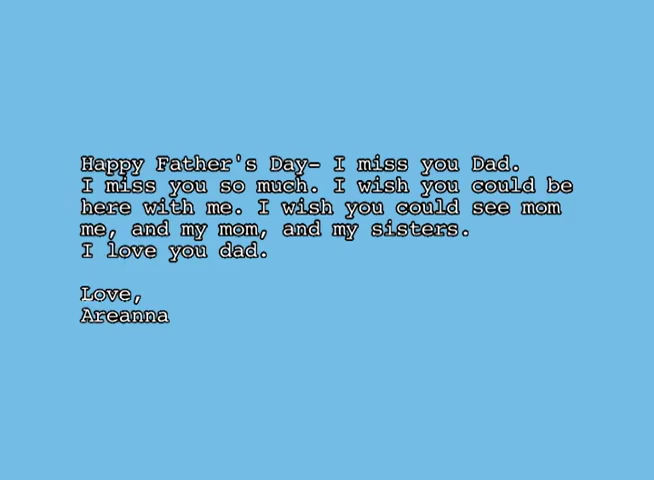 Happy Father's Day- I miss you Dad.
I miss you so much. I wish you could be
here with me. I wish you could see mom
me, and my mom, and my sisters.
I love you dad.
Love,
Areanna